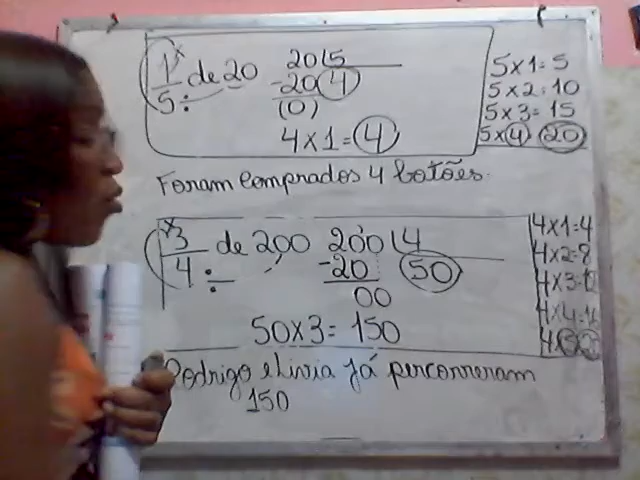 1/5 de 20
20 5
-20 4
(0)
4x1=4
5x1=5
5x2=10
5x3=15
5x4 20
Foram comprados 4 botões.
3/4 de 200
200 4
-20 50
00
50x3=150
4x1=4
4x2=8
4x3=12
4x4=16
Rodrigo e Livia já percorreram
150